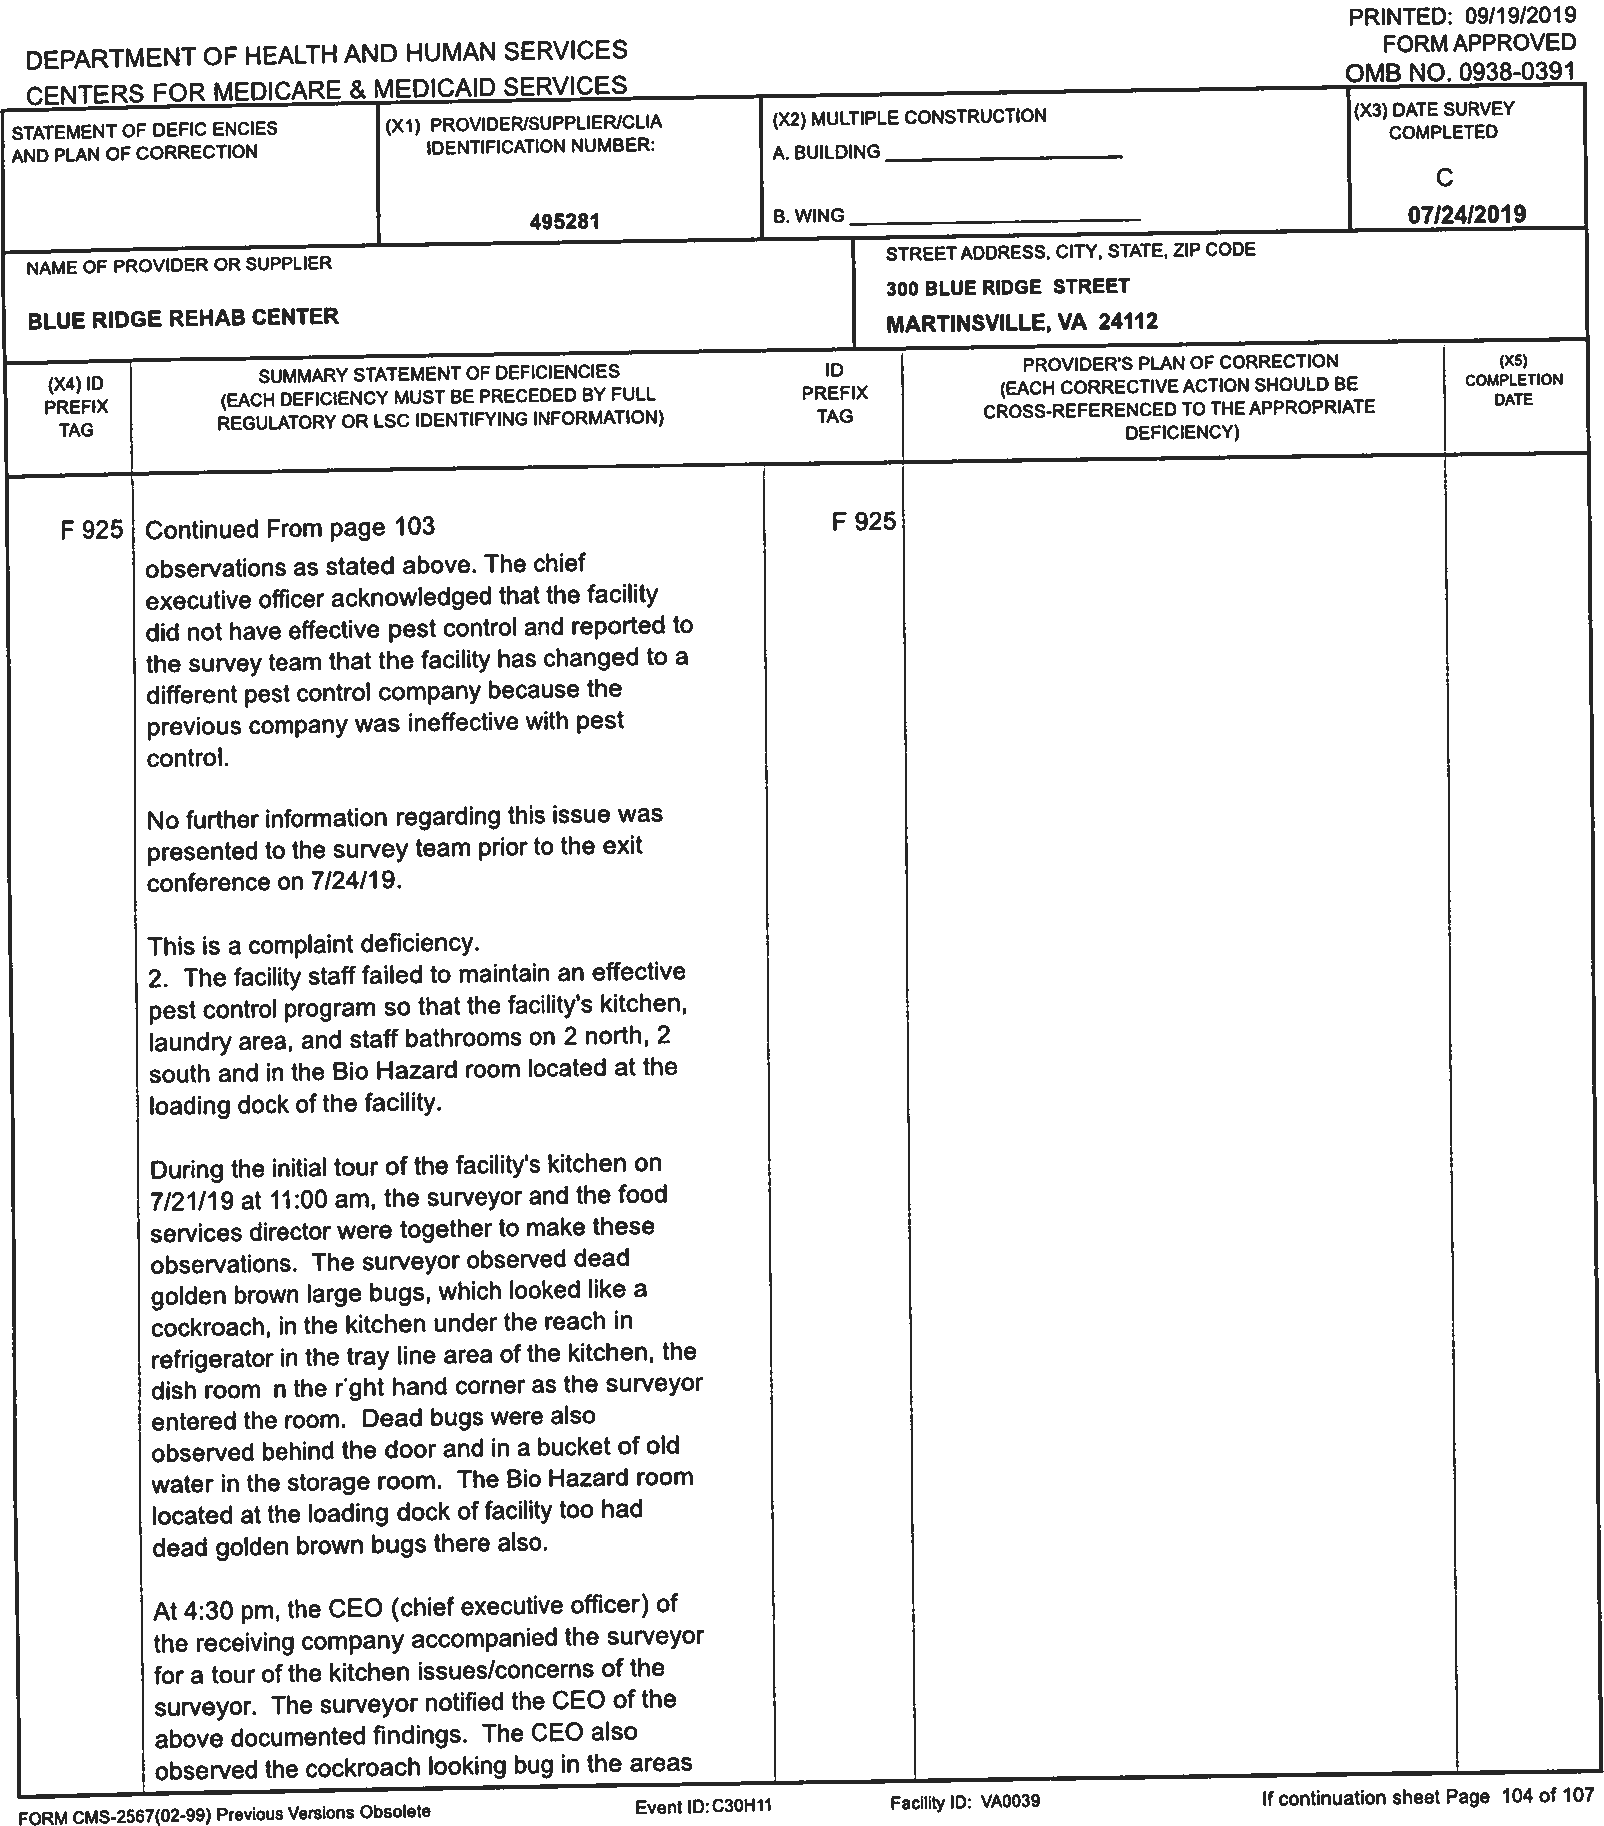 PRINTED: 09/19/2019
FORM APPROVED
OMB NO. 0938-0391
DEPARTMENT OF HEALTH AND HUMAN SERVICES
CENTERS FOR MEDICARE & MEDICAID SERVICES
STATEMENT OF DEFIC ENCIES
AND PLAN OF CORRECTION
(X1) PROVIDER/SUPPLIER/CLIA
IDENTIFICATION NUMBER:
495281
(X2) MULTIPLE CONSTRUCTION
A. BUILDING
B. WING
(X3) DATE SURVEY
COMPLETED
C
07/24/2019
NAME OF PROVIDER OR SUPPLIER
BLUE RIDGE REHAB CENTER
STREET ADDRESS, CITY, STATE, ZIP CODE
300 BLUE RIDGE STREET
MARTINSVILLE, VA 24112
(X4) ID
PREFIX
TAG
SUMMARY STATEMENT OF DEFICIENCIES
(EACH DEFICIENCY MUST BE PRECEDED BY FULL
REGULATORY OR LSC IDENTIFYING INFORMATION)
ID
PREFIX
TAG
PROVIDER'S PLAN OF CORRECTION
(EACH CORRECTIVE ACTION SHOULD BE
CROSS-REFERENCED TO THE APPROPRIATE
DEFICIENCY)
(X5)
COMPLETION
DATE
F 925
Continued From page 103
F 925
observations as stated above. The chief
executive officer acknowledged that the facility
did not have effective pest control and reported to
the survey team that the facility has changed to a
different pest control company because the
previous company was ineffective with pest
control.
No further information regarding this issue was
presented to the survey team prior to the exit
conference on 7/24/19.
This is a complaint deficiency.
2. The facility staff failed to maintain an effective
pest control program so that the facility's kitchen,
laundry area, and staff bathrooms on 2 north, 2
south and in the Bio Hazard room located at the
loading dock of the facility.
During the initial tour of the facility's kitchen on
7/21/19 at 11:00 am, the surveyor and the food
services director were together to make these
observations. The surveyor observed dead
golden brown large bugs, which looked like a
cockroach, in the kitchen under the reach in
refrigerator in the tray line area of the kitchen, the
dish room n the r'ght hand corner as the surveyor
entered the room. Dead bugs were also
observed behind the door and in a bucket of old
water in the storage room. The Bio Hazard room
located at the loading dock of facility too had
dead golden brown bugs there also.
At 4:30 pm, the CEO (chief executive officer) of
the receiving company accompanied the surveyor
for a tour of the kitchen issues/concerns of the
surveyor. The surveyor notified the CEO of the
above documented findings. The CEO also
observed the cockroach looking bug in the areas
FORM CMS-2567(02-99) Previous Versions Obsolete
Event ID: C30H11
Facility ID: VA0039
If continuation sheet Page 104 of 107